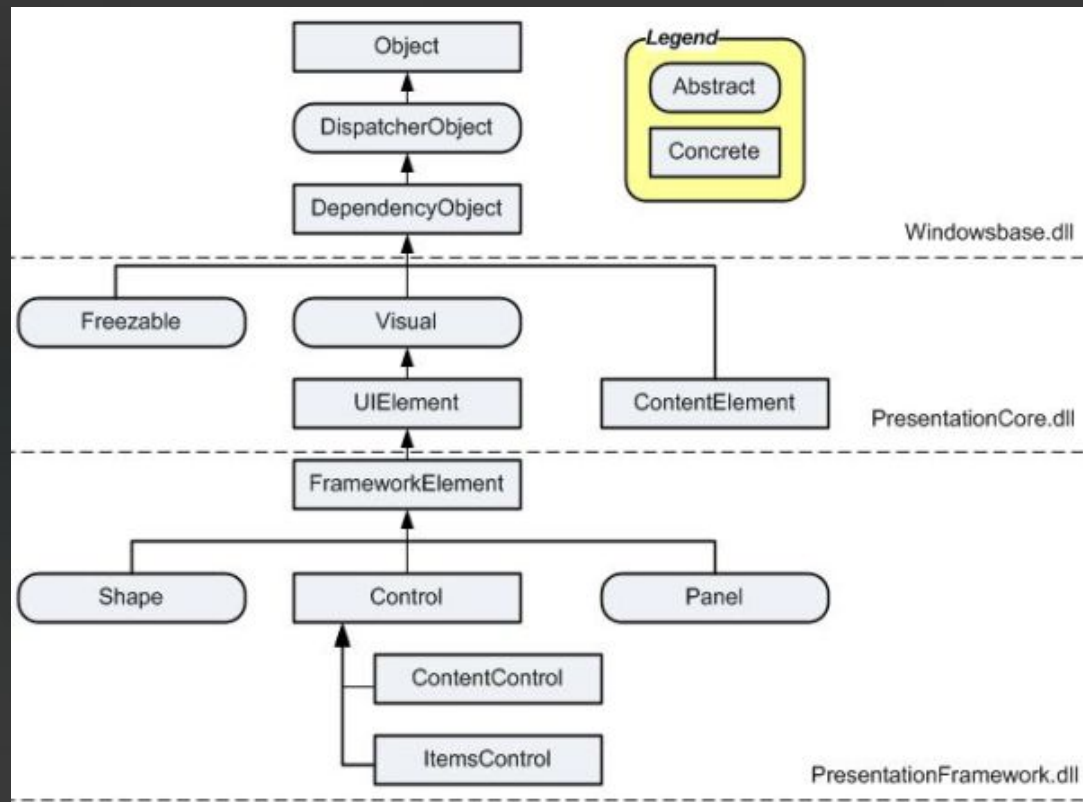 Object
Legend
Abstract
DispatcherObject
Concrete
DependencyObject
Windowsbase.dll
Freezable
Visual
UIElement
ContentElement
PresentationCore.dll
FrameworkElement
Shape
Control
Panel
ContentControl
ItemsControl
PresentationFramework.dll